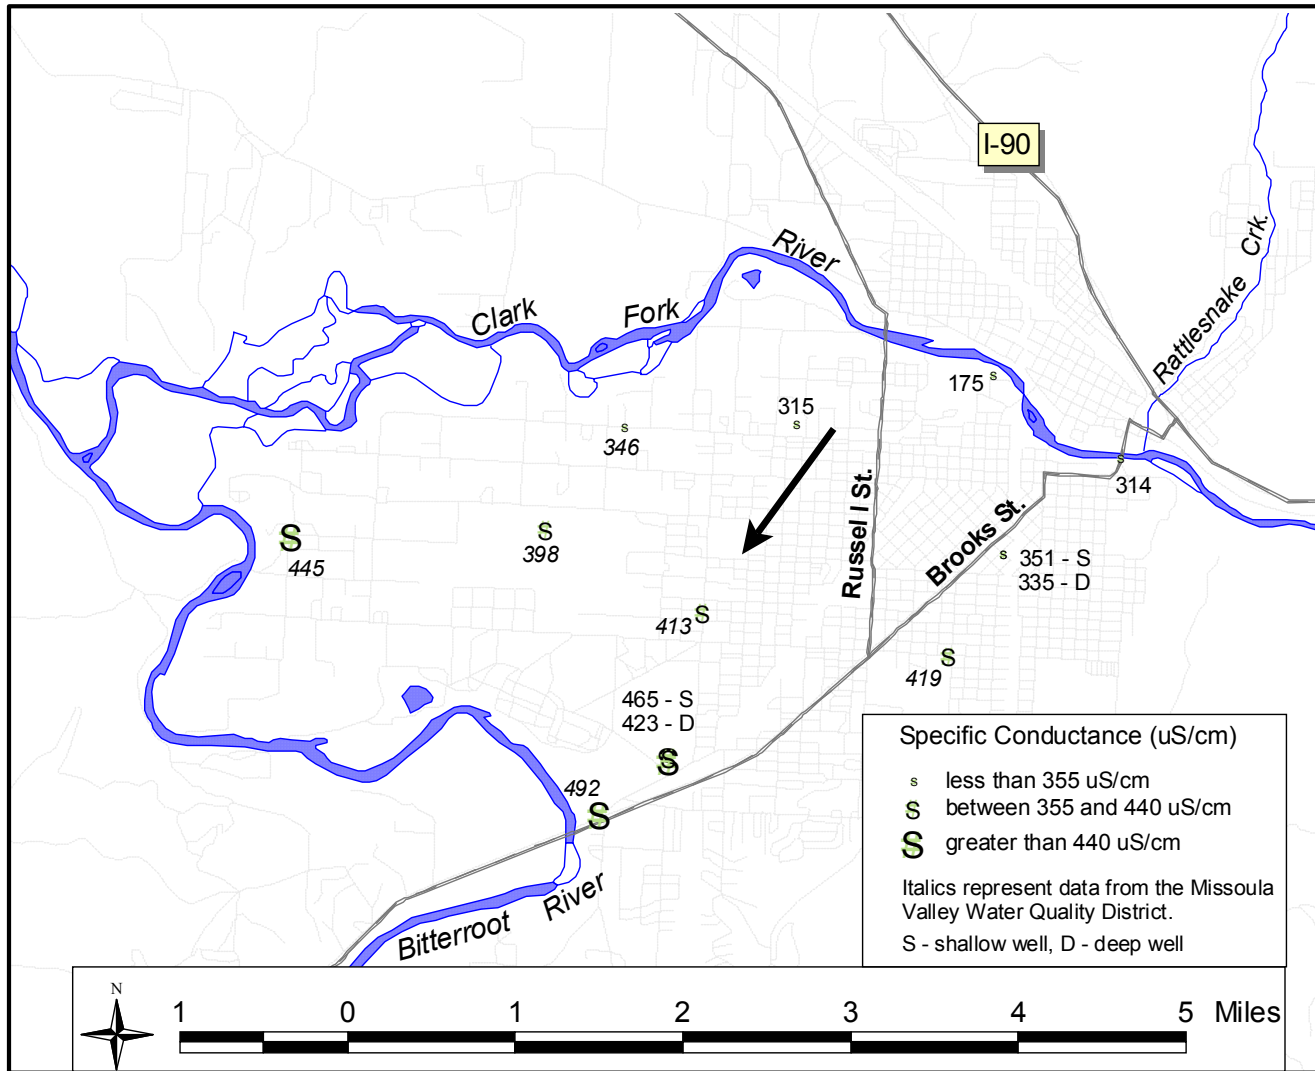 I-90
Rattlesnake Crk.
River
Clark
Fork
175
s
315
s
s
346
s
314
Russel l St.
Brooks St.
S
445
S
398
s
351 - S
335 - D
S
413
S
419
465 - S
423 - D
S
492
S
Bitterroot
River
Specific Conductance (uS/cm)
s less than 355 uS/cm
S between 355 and 440 uS/cm
S greater than 440 uS/cm
Italics represent data from the Missoula
Valley Water Quality District.
S - shallow well, D - deep well
N
1 0 1 2 3 4 5 Miles